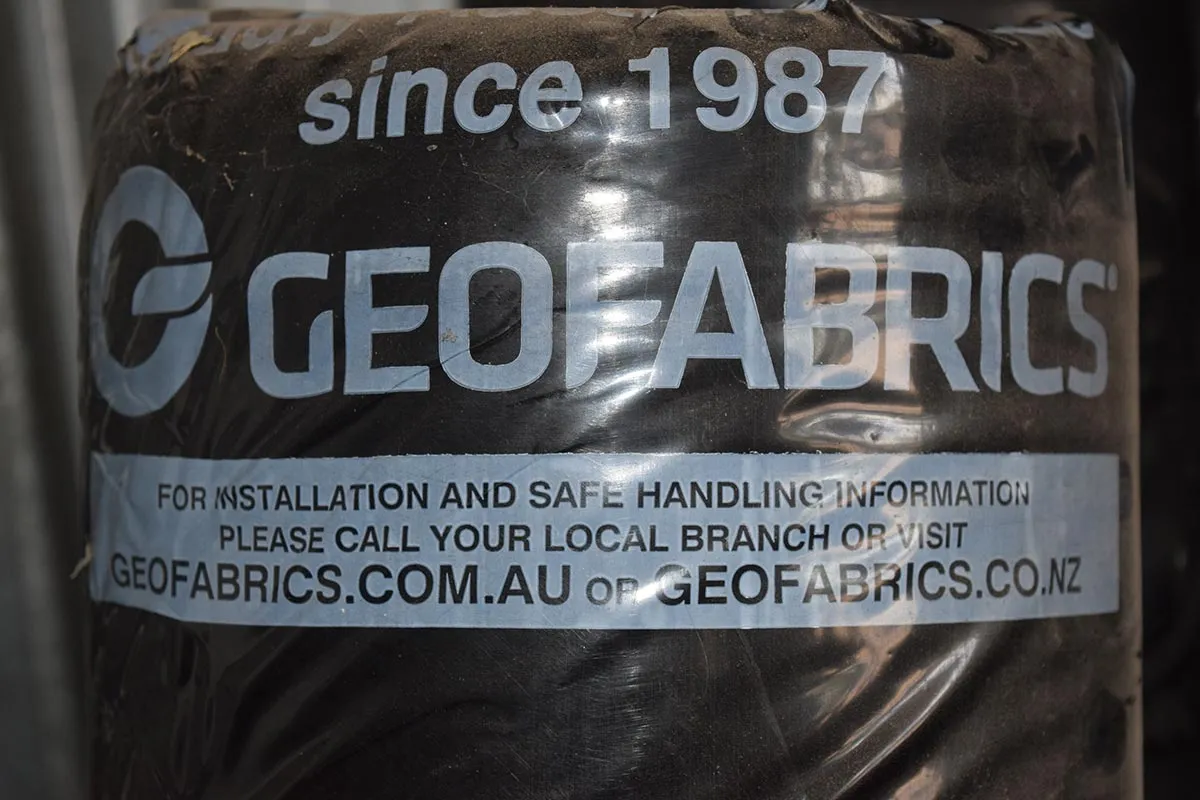 since 1987
GEOFABRICS
FOR INSTALLATION AND SAFE HANDLING INFORMATION
PLEASE CALL YOUR LOCAL BRANCH OR VISIT
GEOFABRICS.COM.AU OR GEOFABRICS.CO.NZ